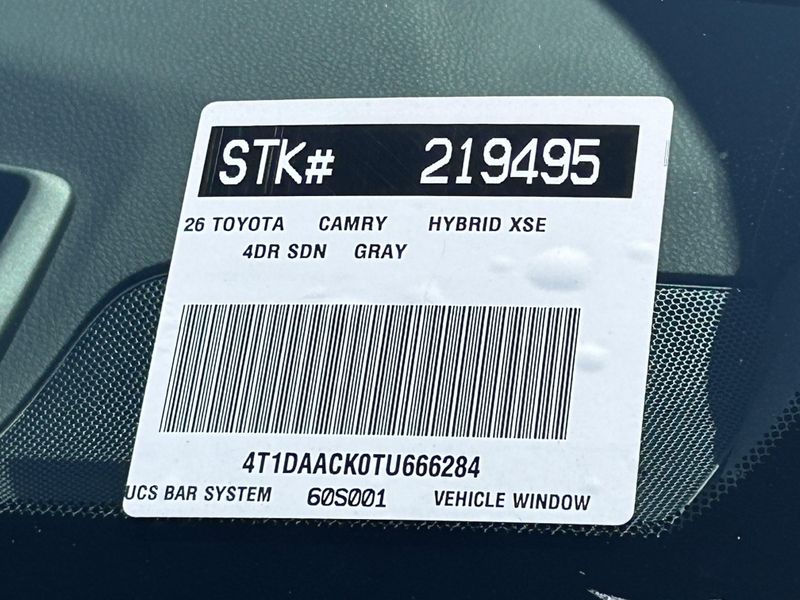 STK# 219495
26 TOYOTA CAMRY HYBRID XSE
4DR SDN GRAY
4T1DAACK0TU666284
UCS BAR SYSTEM 60S001 VEHICLE WINDOW